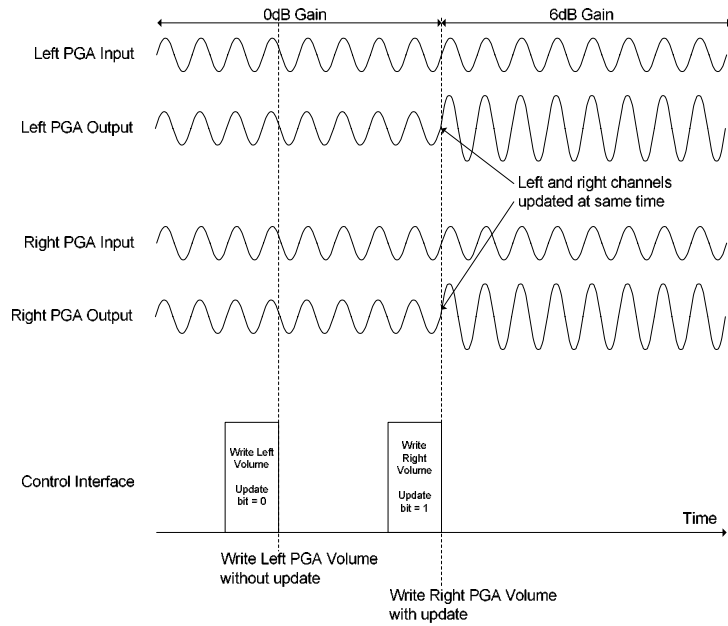 0dB Gain
6dB Gain
Left PGA Input
Left PGA Output
Left and right channels
updated at same time
Right PGA Input
Right PGA Output
Control Interface
Write Left
Volume
Update
bit = 0
Write
Right
Volume
Update
bit = 1
Time
Write Left PGA Volume
without update
Write Right PGA Volume
with update